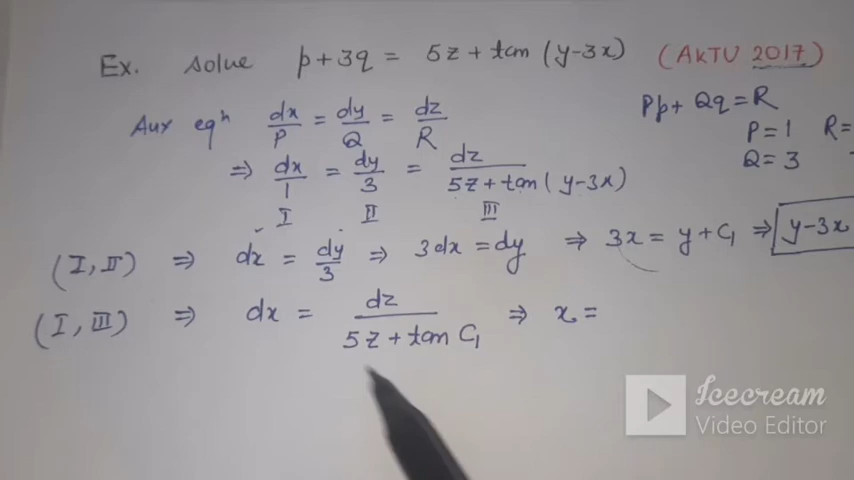 Ex. solve p+3q = 5z + tan (y-3x) (AKTU 2017)
Aux eqⁿ dx/P = dy/Q = dz/R
Pp + Qq = R
P=1 R=
Q=3
⇒ dx/1 = dy/3 = dz/(5z + tan(y-3x)
I II III
(I, II) ⇒ dx = dy/3 ⇒ 3dx = dy ⇒ 3x = y + C₁ ⇒ y-3x
(I, III) ⇒ dx = dz/(5z + tan C₁ ⇒ x =
Icecream
Video Editor